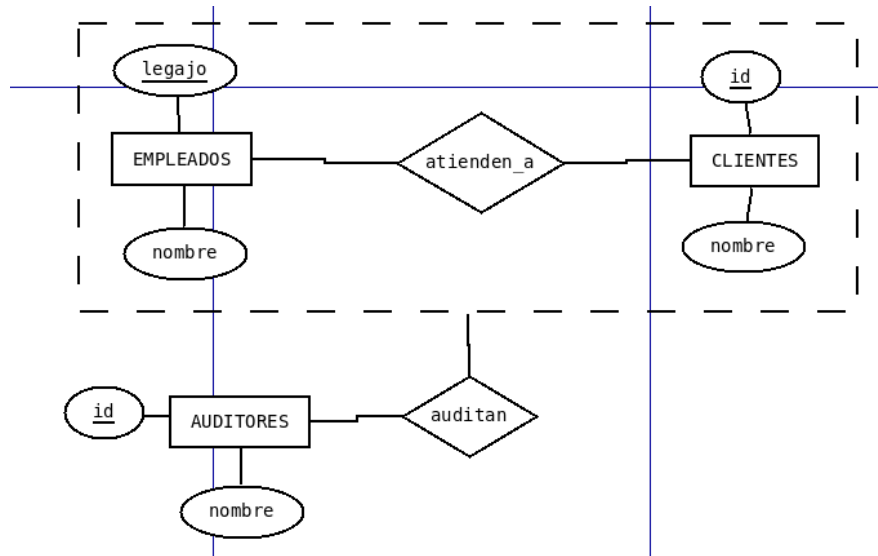 legajo
id
EMPLEADOS
atienden_a
CLIENTES
nombre
nombre
id
AUDITORES
auditan
nombre